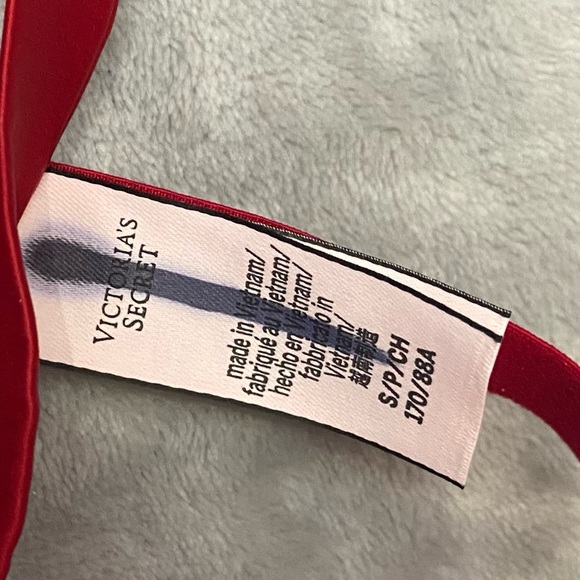 VICTORIA'S
SECRET
made in Vietnam/
fabriqué au Vietnam/
hecho en Vietnam/
fabbricato in
Vietnam/
越南制造
S/P/CH
170/88A